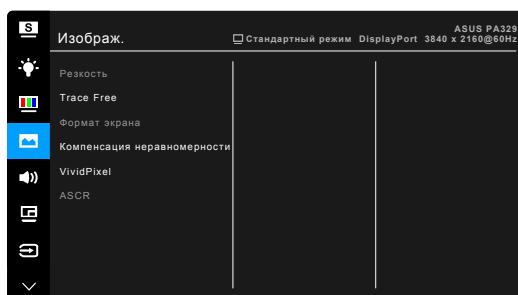 S
ASUS PA329
Изображ.
Стандартный режим DisplayPort 3840 x 2160@60Hz
Резкость
Trace Free
Формат экрана
Компенсация неравномерности
VividPixel
ASCR